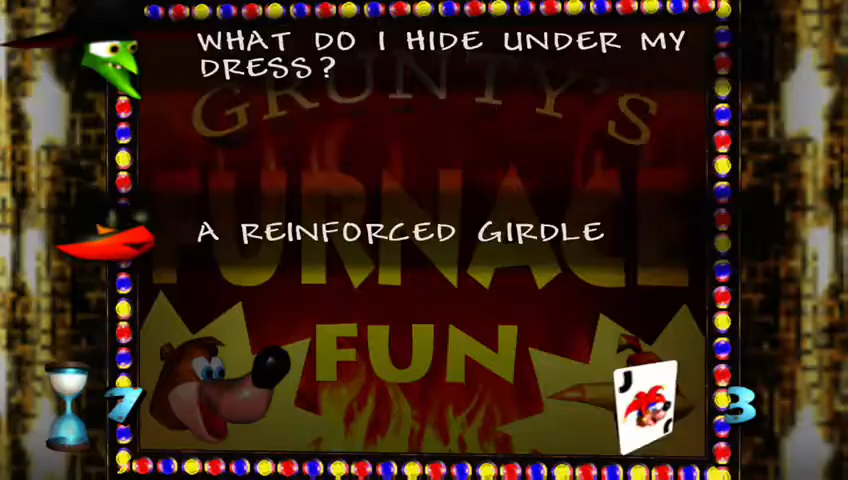 WHAT DO I HIDE UNDER MY
DRESS?
GRUNTY'S
FURNACE
A REINFORCED GIRDLE
FUN
7
3
J